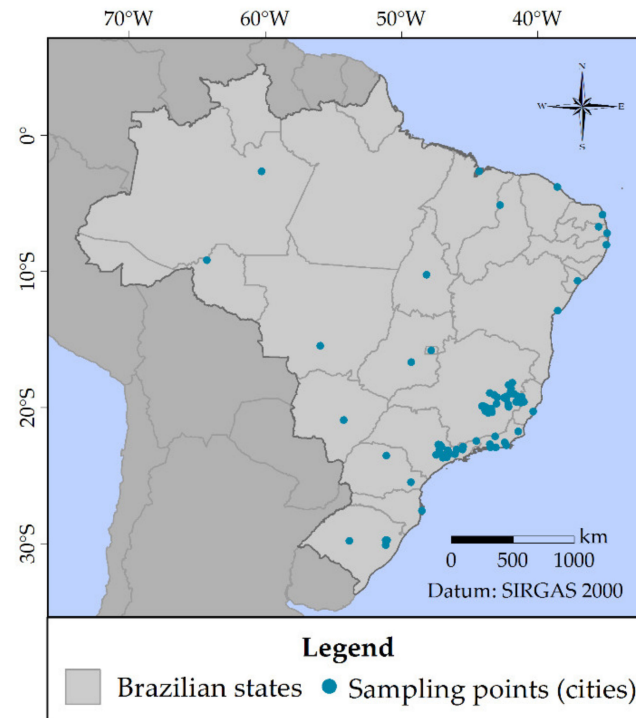 70°W 60°W 50°W 40°W
N
W E
S
0°
10°S
20°S
30°S
km
0 500 1000
Datum: SIRGAS 2000
Legend
Brazilian states Sampling points (cities)